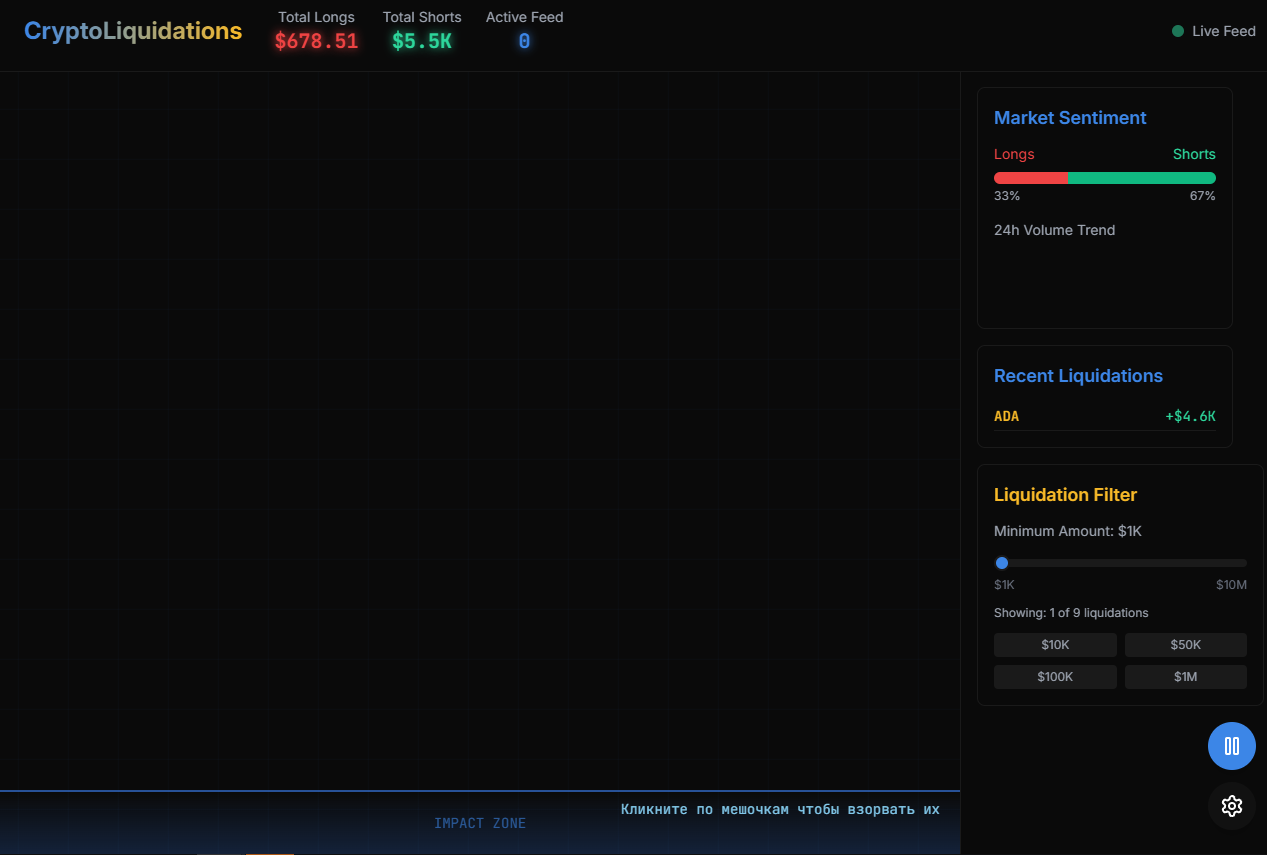 CryptoLiquidations
Total Longs
$678.51
Total Shorts
$5.5K
Active Feed
0
Live Feed
Market Sentiment
Longs Shorts
33% 67%
24h Volume Trend
Recent Liquidations
ADA +$4.6K
Liquidation Filter
Minimum Amount: $1K
$1K $10M
Showing: 1 of 9 liquidations
$10K $50K
$100K $1M
Кликните по мешочкам чтобы взорвать их
IMPACT ZONE